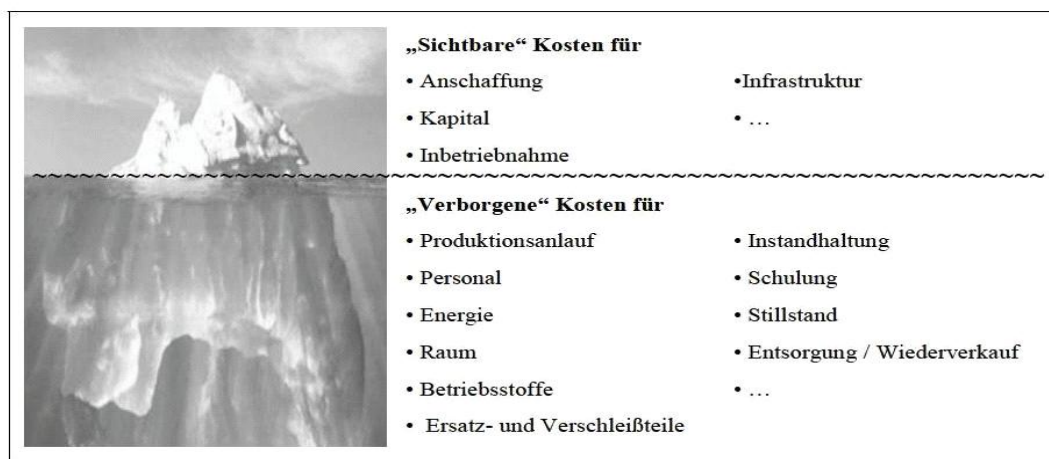 „Sichtbare“ Kosten für
• Anschaffung •Infrastruktur
• Kapital • …
• Inbetriebnahme
„Verborgene“ Kosten für
• Produktionsanlauf • Instandhaltung
• Personal • Schulung
• Energie • Stillstand
• Raum • Entsorgung / Wiederverkauf
• Betriebsstoffe • …
• Ersatz- und Verschleißteile